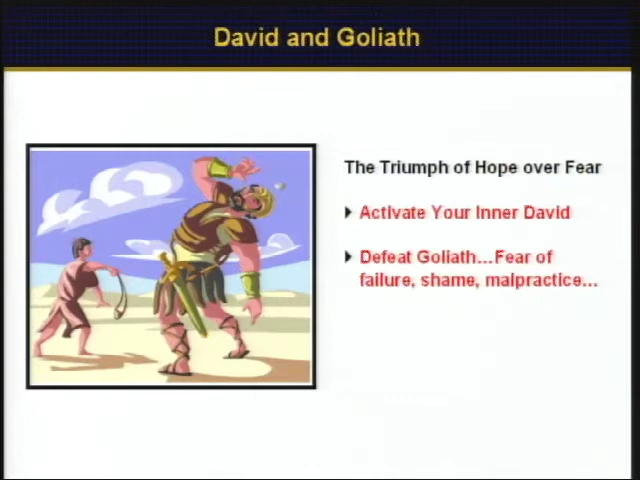 David and Goliath
The Triumph of Hope over Fear
Activate Your Inner David
Defeat Goliath...Fear of
failure, shame, malpractice...